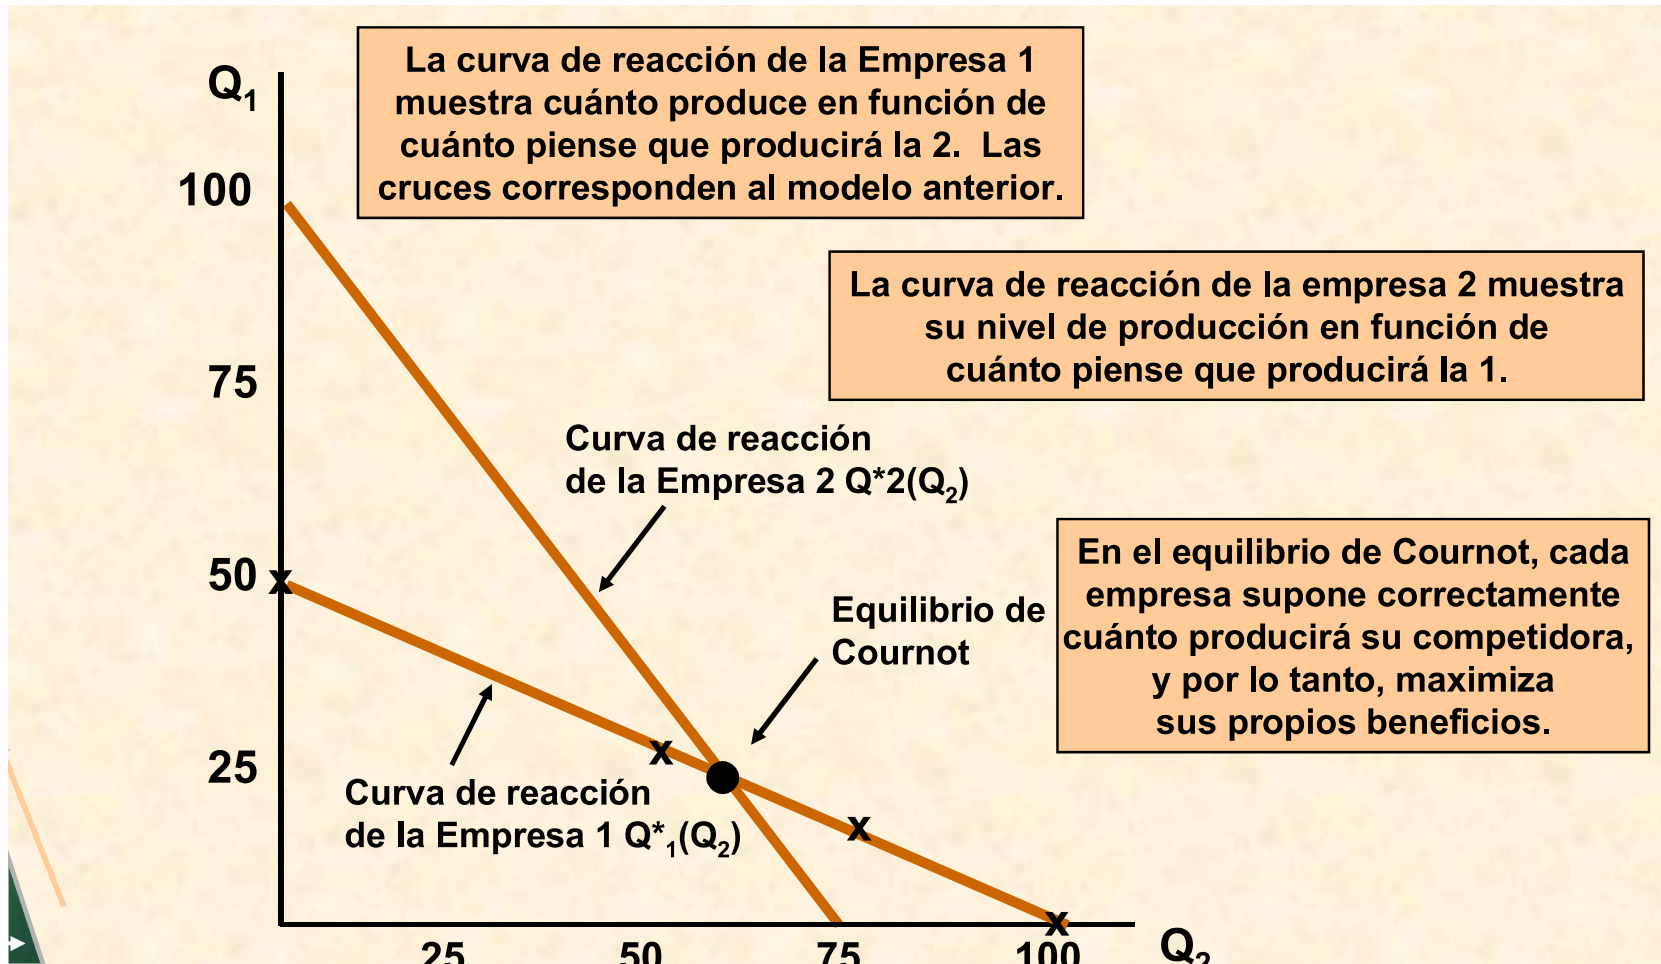 Q₁
La curva de reacción de la Empresa 1
muestra cuánto produce en función de
cuánto piense que producirá la 2.  Las
cruces corresponden al modelo anterior.
100
La curva de reacción de la empresa 2 muestra
su nivel de producción en función de
cuánto piense que producirá la 1.
75
Curva de reacción
de la Empresa 2 Q*2(Q₂)
En el equilibrio de Cournot, cada
empresa supone correctamente
cuánto producirá su competidora,
y por lo tanto, maximiza
sus propios beneficios.
50
x
Equilibrio de
Cournot
x
25
Curva de reacción
de la Empresa 1 Q*₁(Q₂)
x
x
25
50
75
100
Q₂